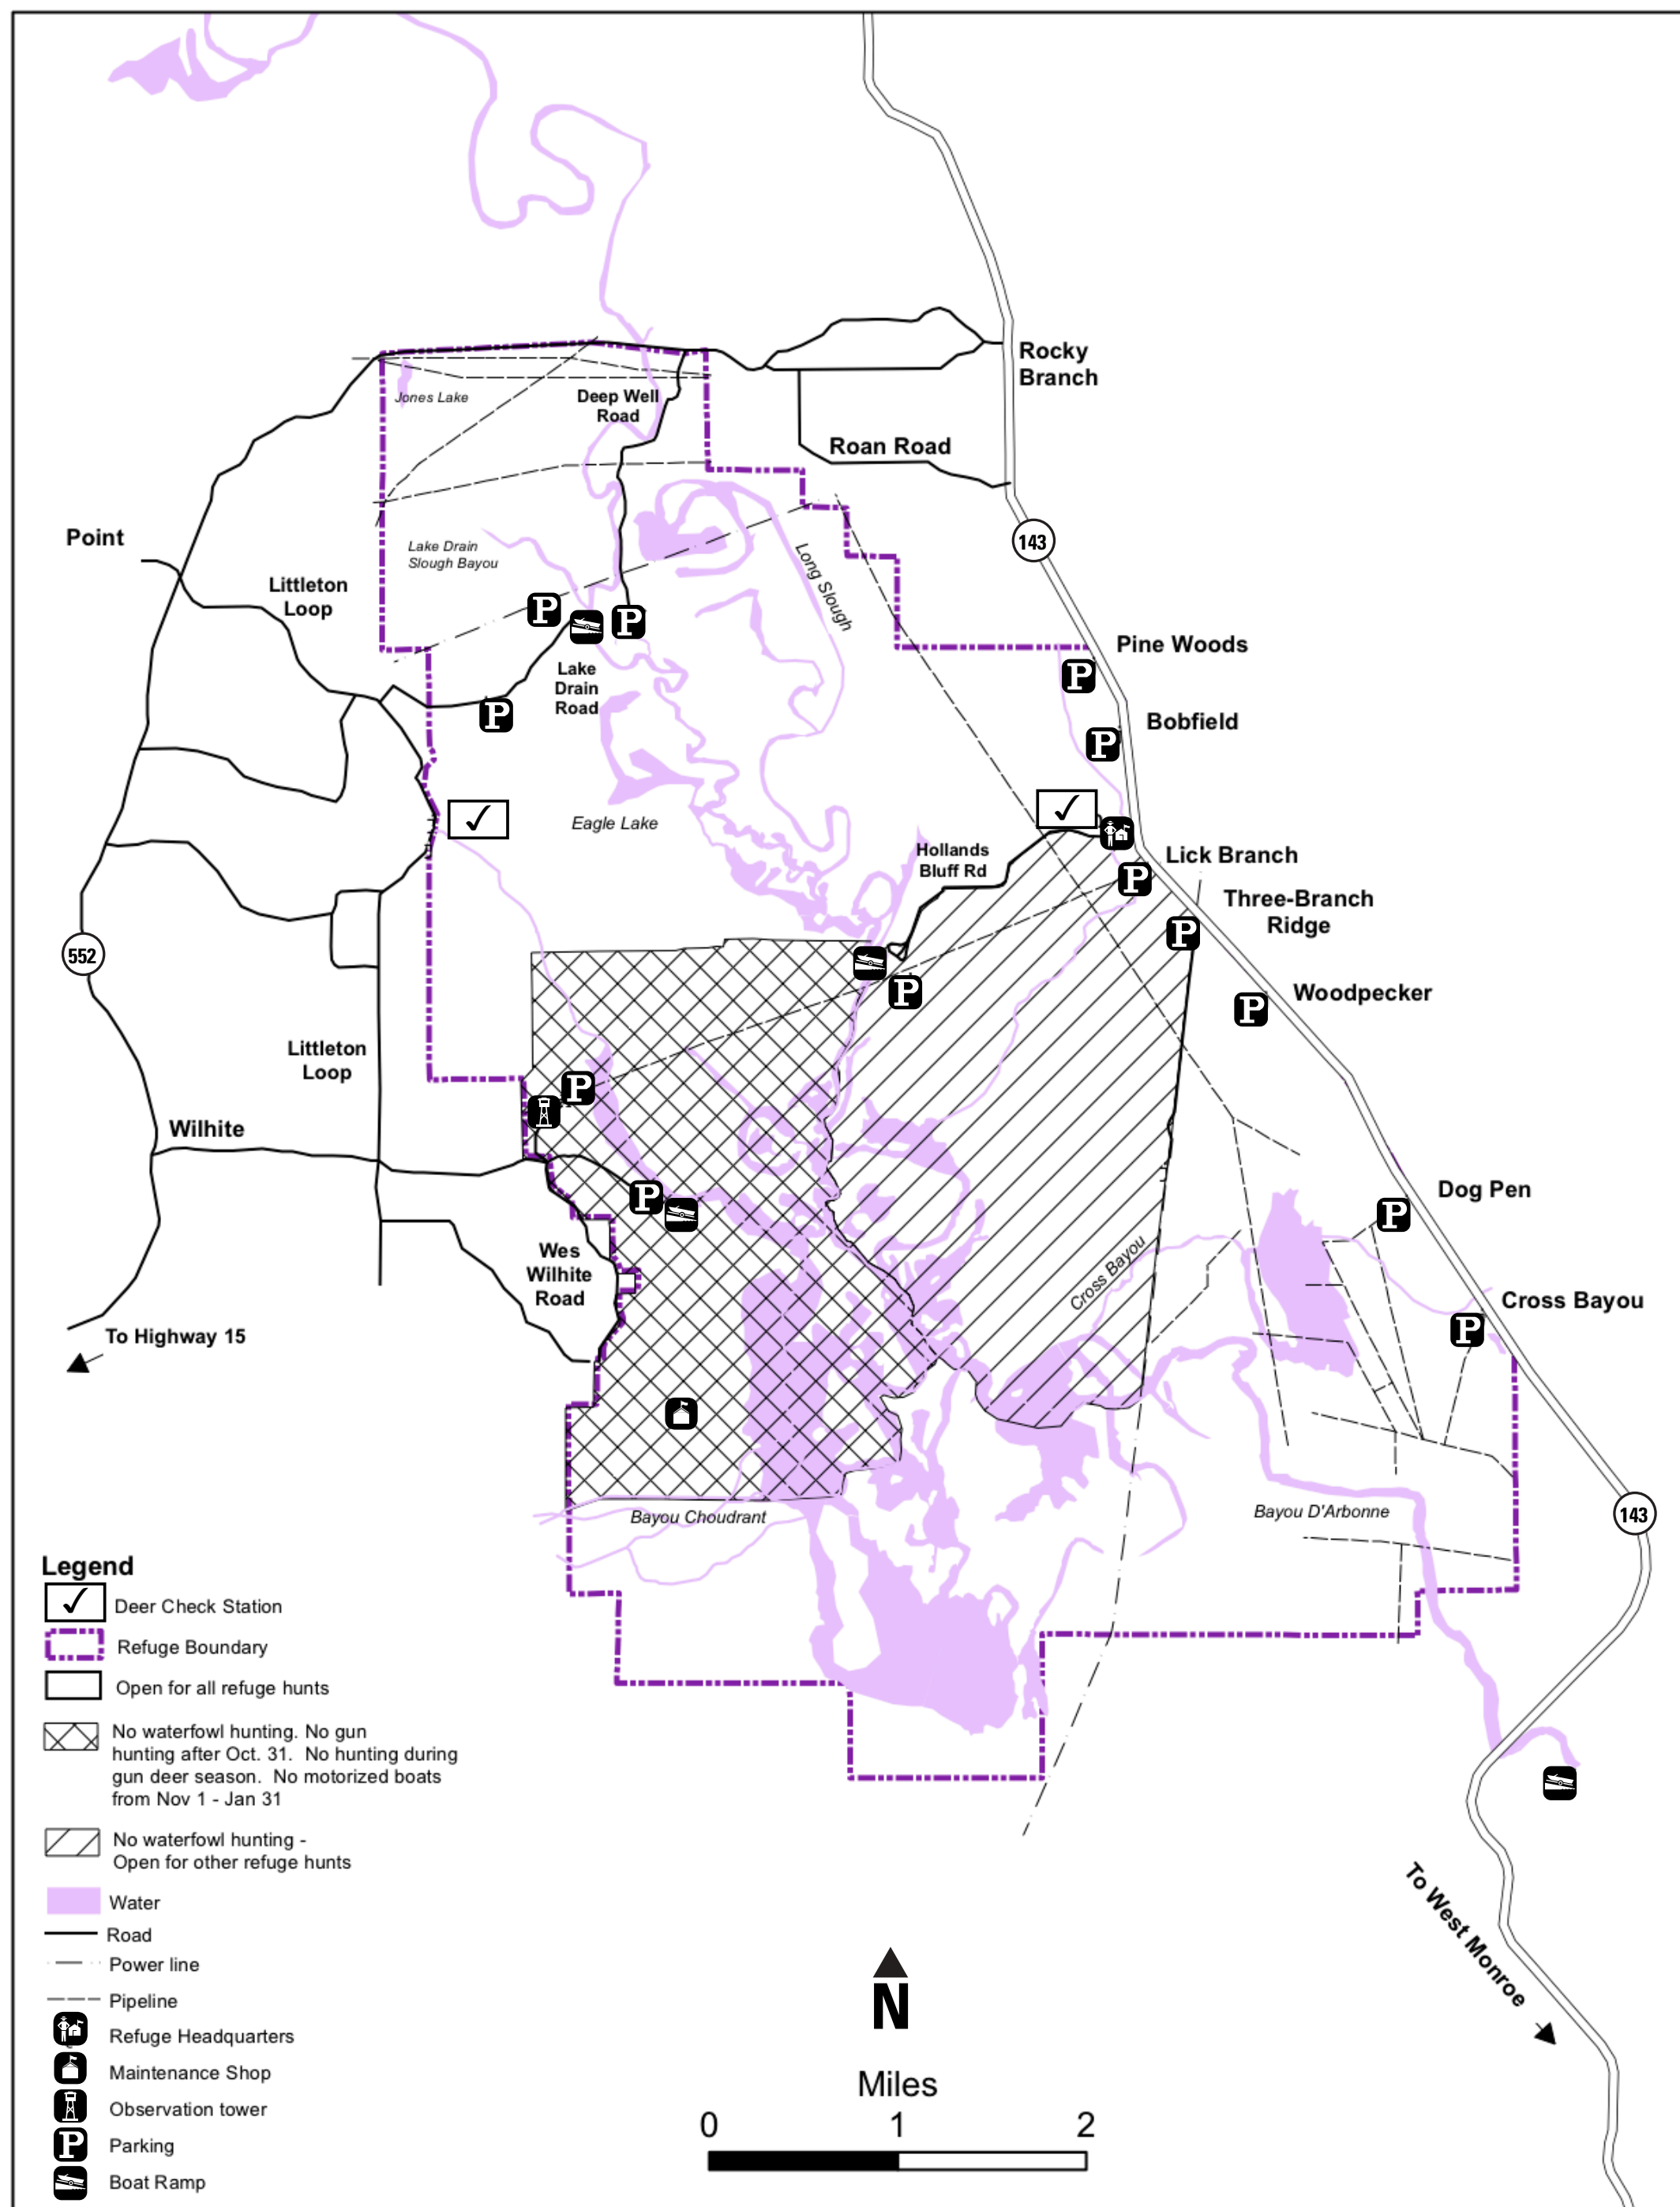 Rocky
Branch
Jones Lake
Deep Well
Road
Roan Road
Point
143
Lake Drain
Slough Bayou
Long Slough
Littleton
Loop
P
P
Pine Woods
Lake
Drain
Road
P
P
Bobfield
P
✓
✓
Eagle Lake
Hollands
Bluff Rd
Lick Branch
P
Three-Branch
Ridge
P
552
P
Woodpecker
P
Littleton
Loop
P
Wilhite
P
Dog Pen
P
Wes
Wilhite
Road
Cross Bayou
Cross Bayou
P
To Highway 15
Bayou Choudrant
Bayou D'Arbonne
143
Legend
✓ Deer Check Station
Refuge Boundary
Open for all refuge hunts
No waterfowl hunting. No gun
hunting after Oct. 31. No hunting during
gun deer season. No motorized boats
from Nov 1 - Jan 31
No waterfowl hunting -
Open for other refuge hunts
Water
Road
Power line
Pipeline
Refuge Headquarters
Maintenance Shop
Observation tower
P Parking
Boat Ramp
To West Monroe
N
Miles
0 1 2